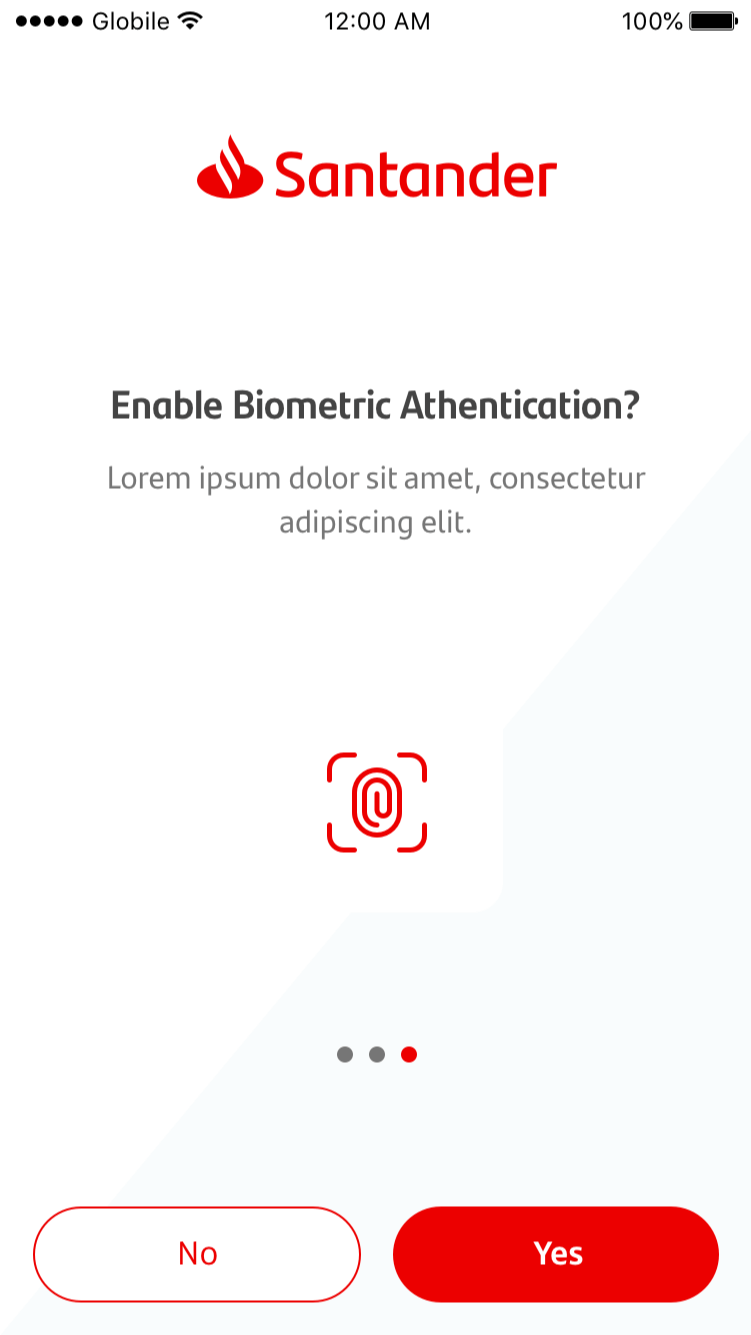 Globile 12:00 AM 100%
Santander
Enable Biometric Athentication?
Lorem ipsum dolor sit amet, consectetur
adipiscing elit.
No Yes